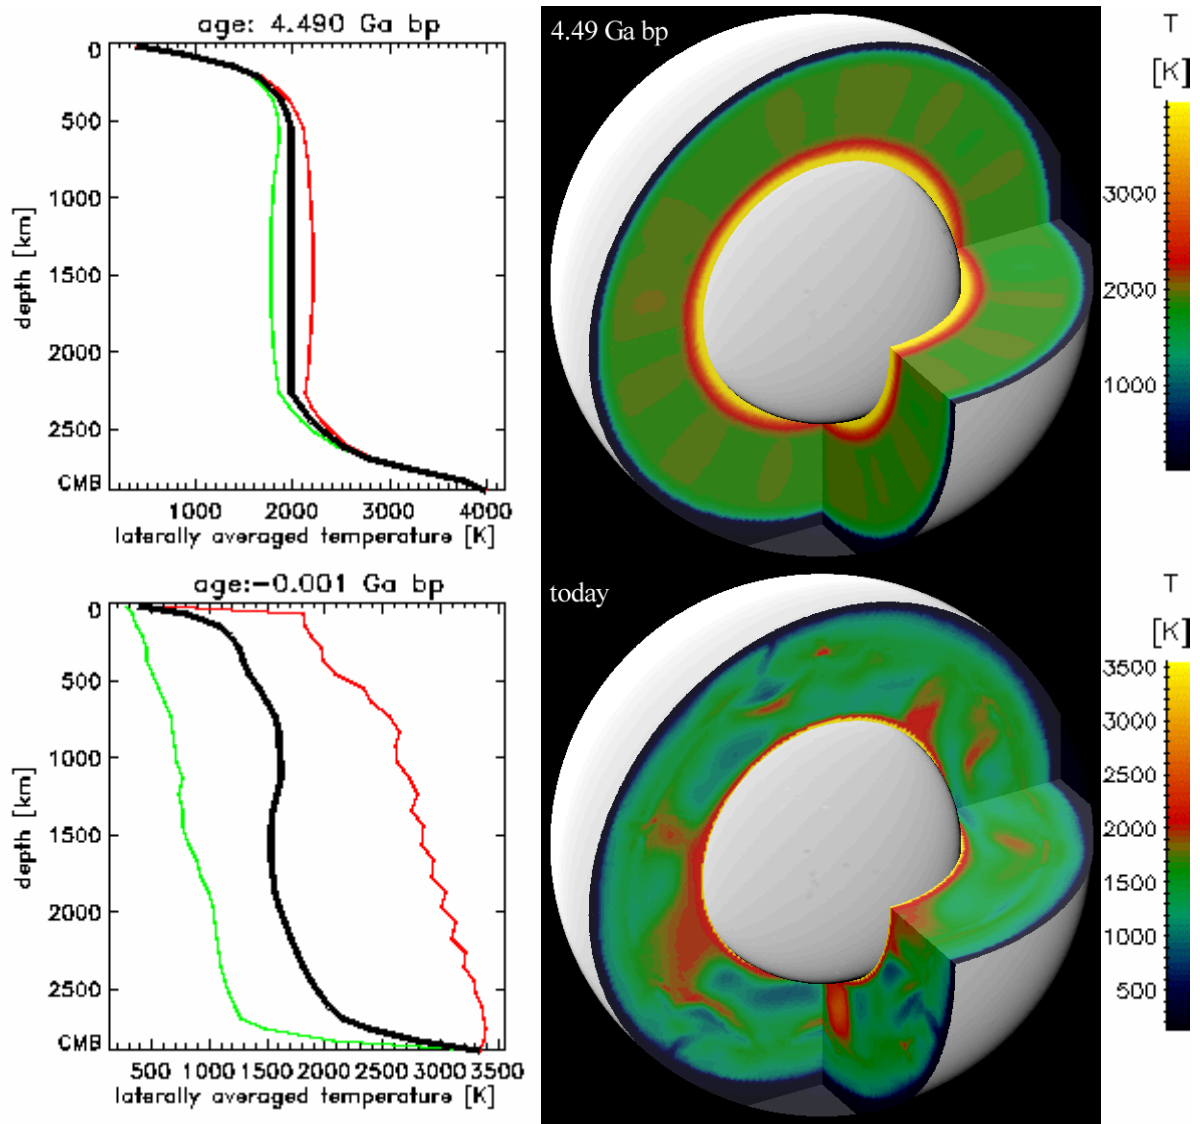 age: 4.490 Ga bp
0
500
1000
1500
2000
2500
CMB
depth [km]
1000 2000 3000 4000
laterally averaged temperature [K]
4.49 Ga bp
T
[K]
3000
2000
1000
age:-0.001 Ga bp
0
500
1000
1500
2000
2500
CMB
depth [km]
500 1000 1500 2000 2500 3000 3500
laterally averaged temperature [K]
today
T
[K]
3500
3000
2500
2000
1500
1000
500